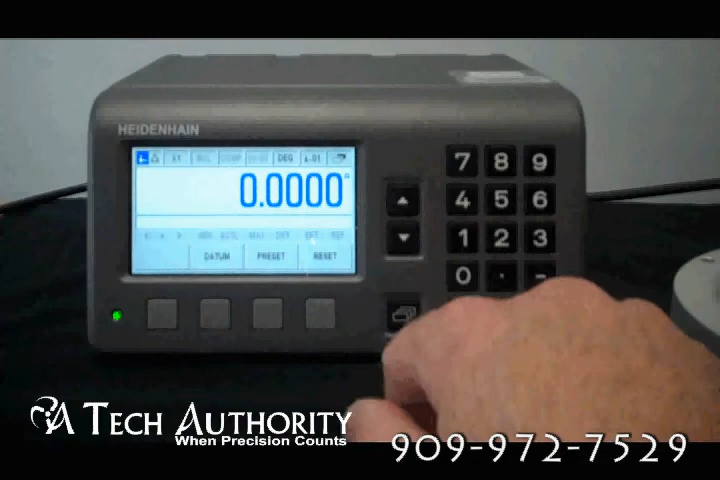 HEIDENHAIN
X1 DEG
0.0000°
DATUM PRESET RESET
7 8 9
4 5 6
1 2 3
0 . -
A TECH AUTHORITY
When Precision Counts
909-972-7529